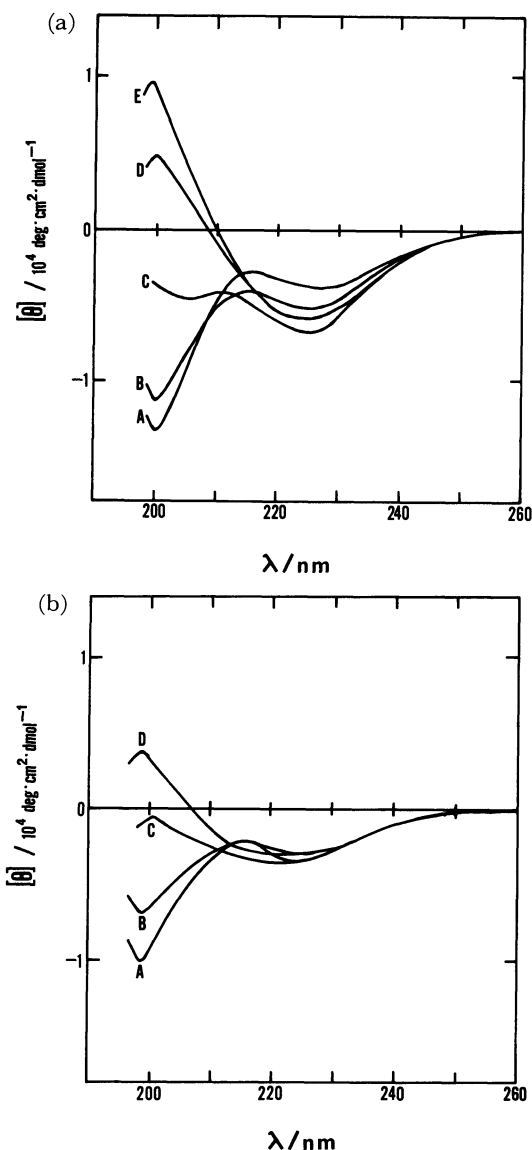 (a)
1
E
D
0
C
B
-1
A
[θ] / 10⁴ deg·cm²·dmol⁻¹
200 220 240 260
λ/nm
(b)
1
D
0
C
B
-1
A
[θ] / 10⁴ deg·cm²·dmol⁻¹
200 220 240 260
λ/nm